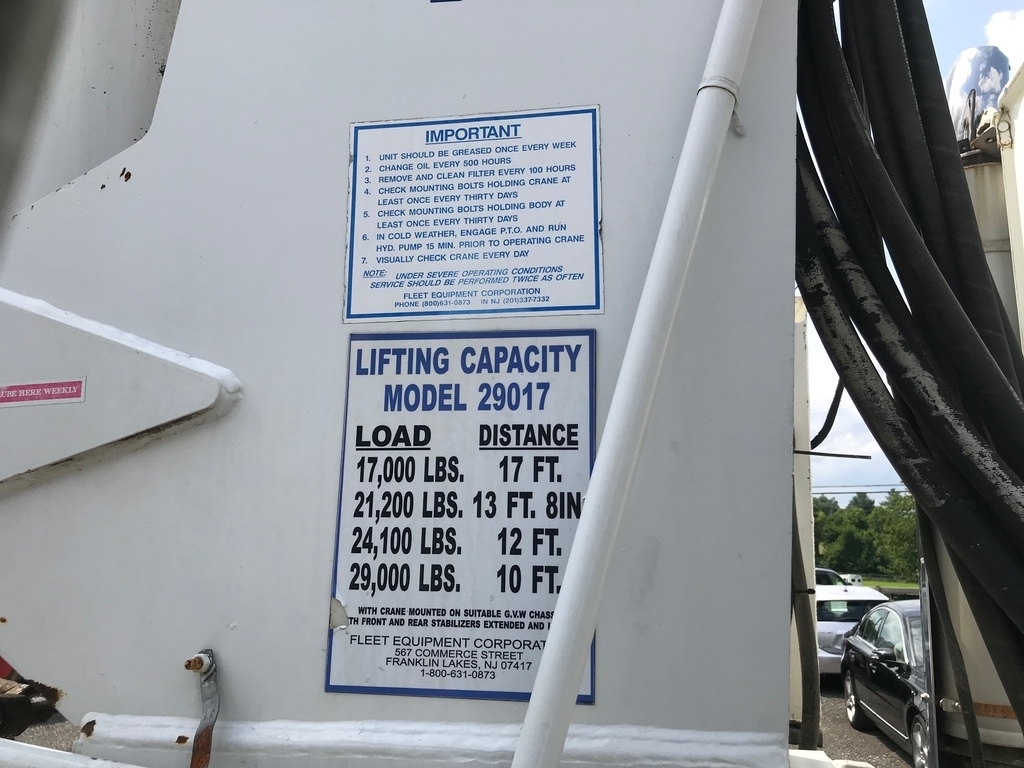 IMPORTANT
1. UNIT SHOULD BE GREASED ONCE EVERY WEEK
2. CHANGE OIL EVERY 500 HOURS
3. REMOVE AND CLEAN FILTER EVERY 100 HOURS
4. CHECK MOUNTING BOLTS HOLDING CRANE AT
LEAST ONCE EVERY THIRTY DAYS
5. CHECK MOUNTING BOLTS HOLDING BODY AT
LEAST ONCE EVERY THIRTY DAYS
6. IN COLD WEATHER, ENGAGE P.T.O. AND RUN
HYD. PUMP 15 MIN. PRIOR TO OPERATING CRANE
7. VISUALLY CHECK CRANE EVERY DAY
NOTE: UNDER SEVERE OPERATING CONDITIONS
SERVICE SHOULD BE PERFORMED TWICE AS OFTEN
FLEET EQUIPMENT CORPORATION
PHONE (800)631-0873 IN NJ (201)337-7332
LIFTING CAPACITY
MODEL 29017
LOAD DISTANCE
17,000 LBS. 17 FT.
21,200 LBS. 13 FT. 8IN
24,100 LBS. 12 FT.
29,000 LBS. 10 FT.
WITH CRANE MOUNTED ON SUITABLE G.V.W CHASS
TH FRONT AND REAR STABILIZERS EXTENDED AND
FLEET EQUIPMENT CORPORAT
567 COMMERCE STREET
FRANKLIN LAKES, NJ 07417
1-800-631-0873
UBE HERE WEEKLY